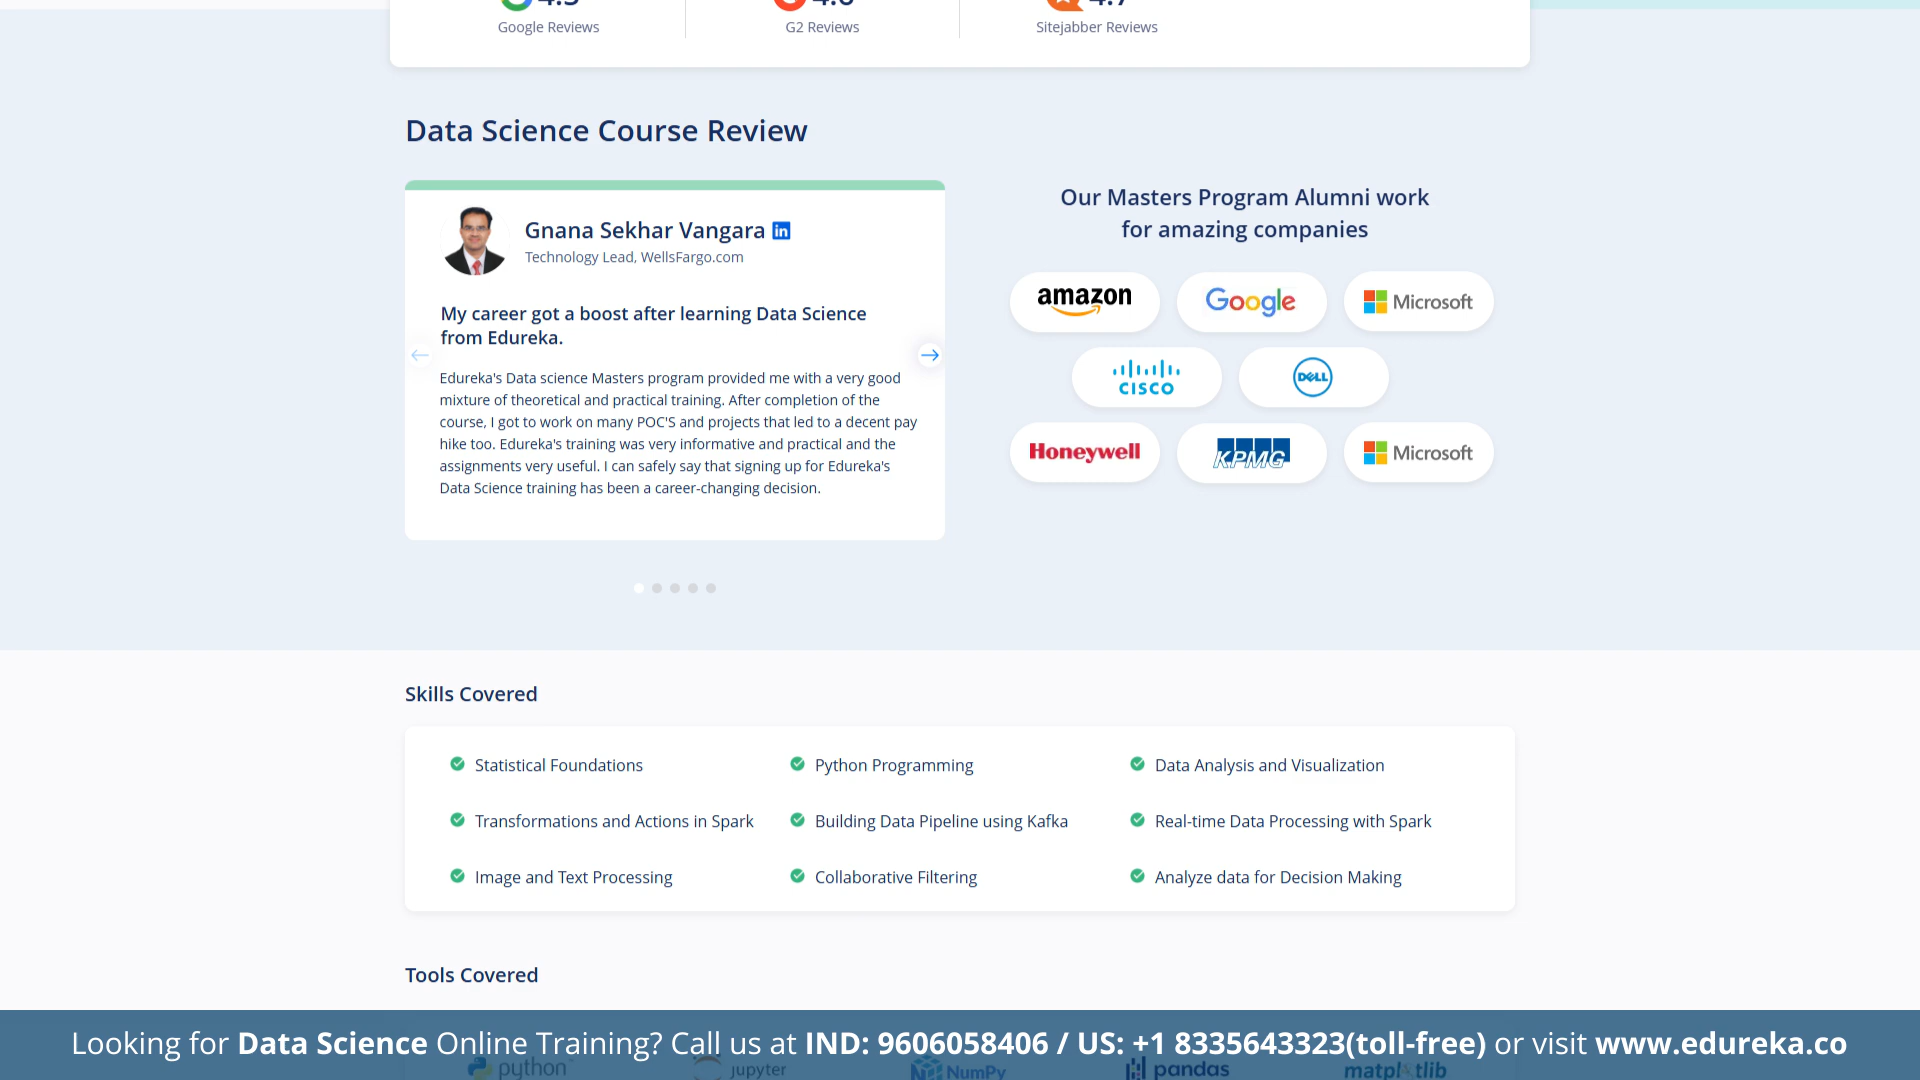 Google Reviews
G2 Reviews
Sitejabber Reviews
Data Science Course Review
Gnana Sekhar Vangara in
Technology Lead, WellsFargo.com
My career got a boost after learning Data Science
from Edureka.
Edureka's Data science Masters program provided me with a very good
mixture of theoretical and practical training. After completion of the
course, I got to work on many POC'S and projects that led to a decent pay
hike too. Edureka's training was very informative and practical and the
assignments very useful. I can safely say that signing up for Edureka's
Data Science training has been a career-changing decision.
Our Masters Program Alumni work
for amazing companies
amazon
Google
Microsoft
CISCO
DELL
Honeywell
KPMG
Microsoft
Skills Covered
Statistical Foundations
Python Programming
Data Analysis and Visualization
Transformations and Actions in Spark
Building Data Pipeline using Kafka
Real-time Data Processing with Spark
Image and Text Processing
Collaborative Filtering
Analyze data for Decision Making
Tools Covered
Looking for Data Science Online Training? Call us at IND: 9606058406 / US: +1 8335643323(toll-free) or visit www.edureka.co
python
jupyter
NumPy
pandas
matplotlib